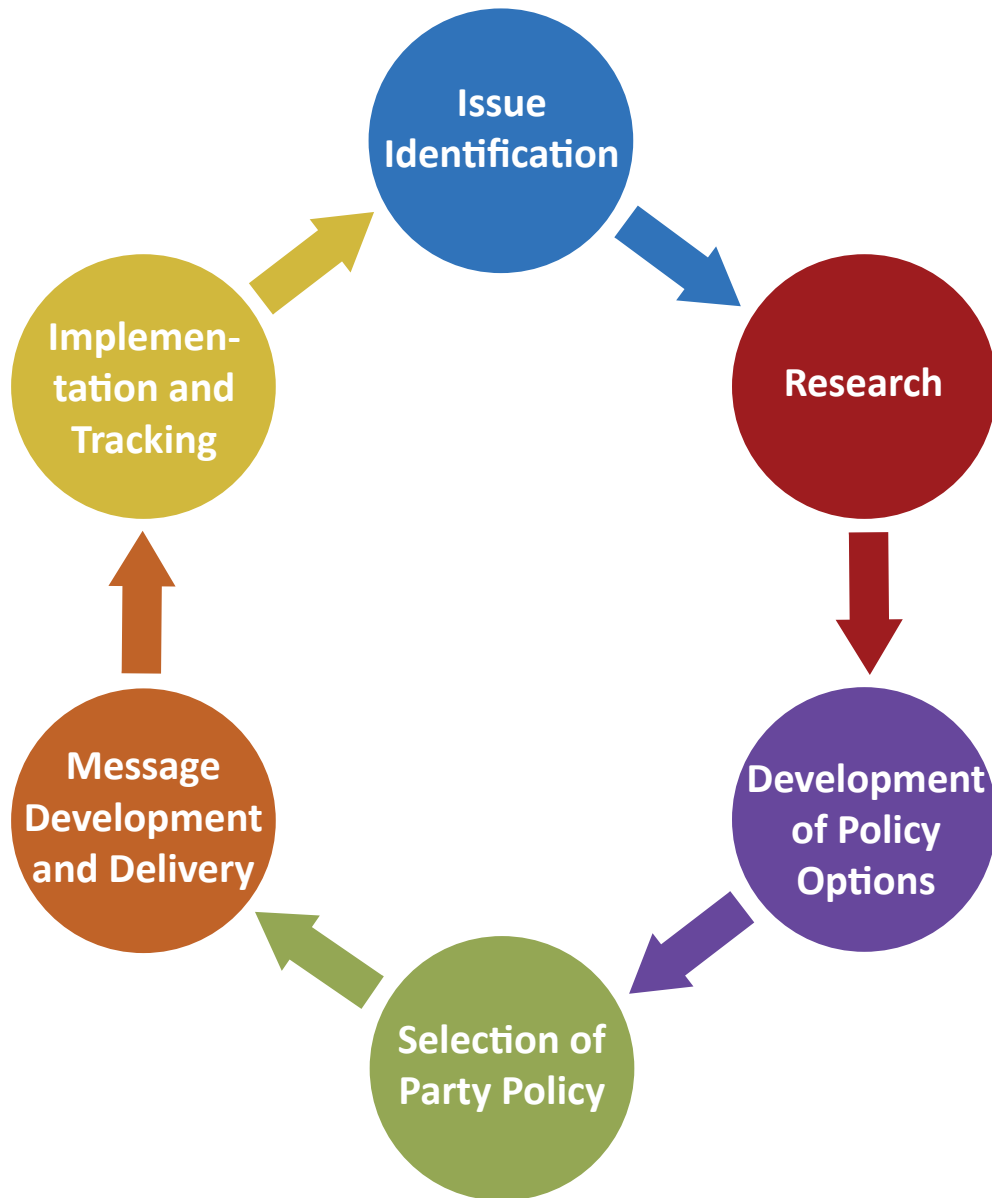 Issue
Identification
Research
Development
of Policy
Options
Selection of
Party Policy
Message
Development
and Delivery
Implemen-
tation and
Tracking